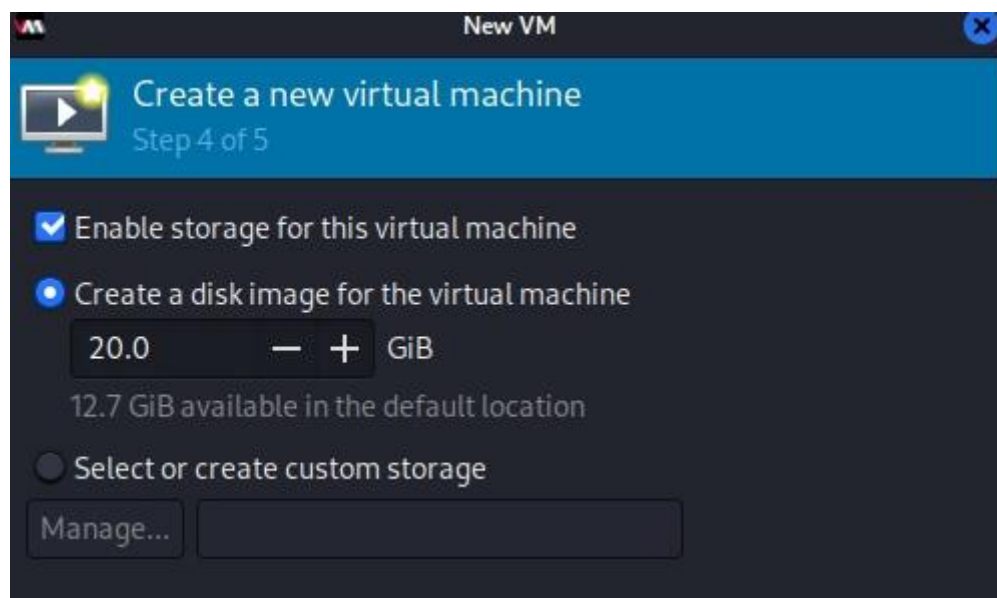 New VM
Create a new virtual machine
Step 4 of 5
Enable storage for this virtual machine
Create a disk image for the virtual machine
20.0 − + GiB
12.7 GiB available in the default location
Select or create custom storage
Manage...